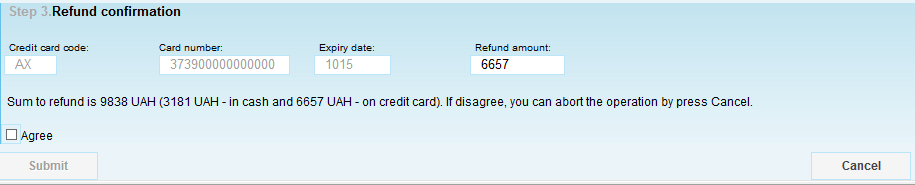 Step 3.Refund confirmation
Credit card code: Card number: Expiry date: Refund amount:
AX 373900000000000 1015 6657
Sum to refund is 9838 UAH (3181 UAH - in cash and 6657 UAH - on credit card). If disagree, you can abort the operation by press Cancel.
Agree
Submit Cancel